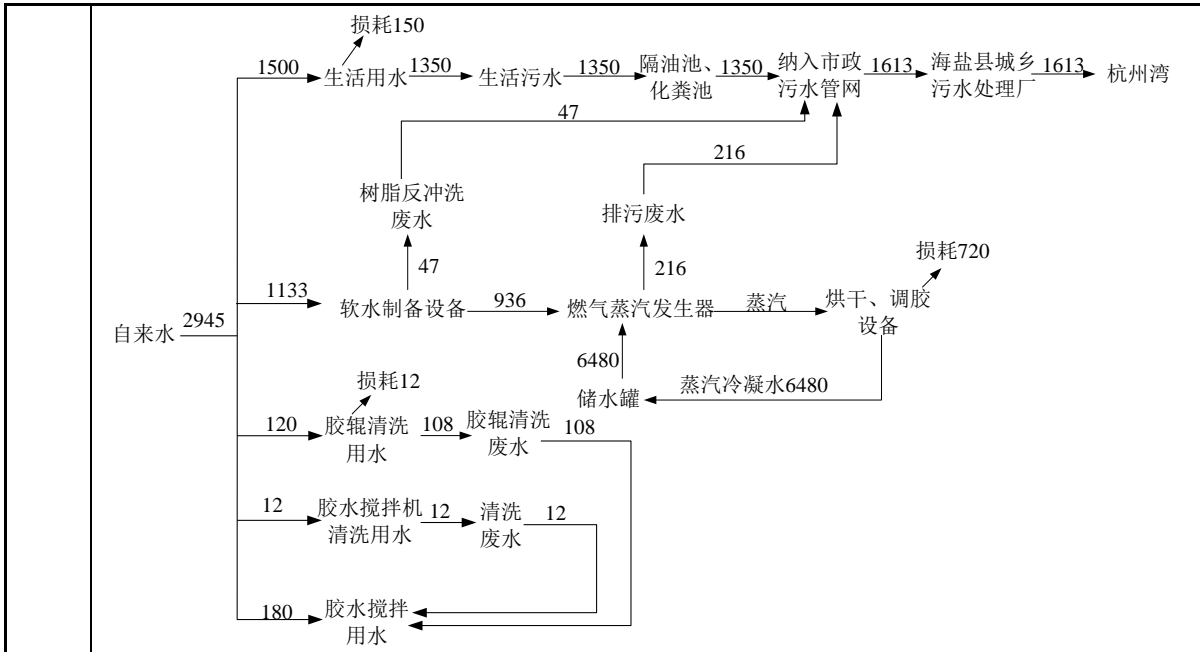 损耗150
1500
生活用水
1350
生活污水
1350
隔油池、
化粪池
1350
纳入市政
污水管网
1613
海盐县城乡
污水处理厂
1613
杭州湾
47
216
树脂反冲洗
废水
排污废水
47
216
损耗720
1133
软水制备设备
936
燃气蒸汽发生器
蒸汽
烘干、调胶
设备
自来水
2945
6480
储水罐
蒸汽冷凝水6480
损耗12
120
胶辊清洗
用水
108
胶辊清洗
废水
108
12
胶水搅拌机
清洗用水
12
清洗
废水
12
180
胶水搅拌
用水